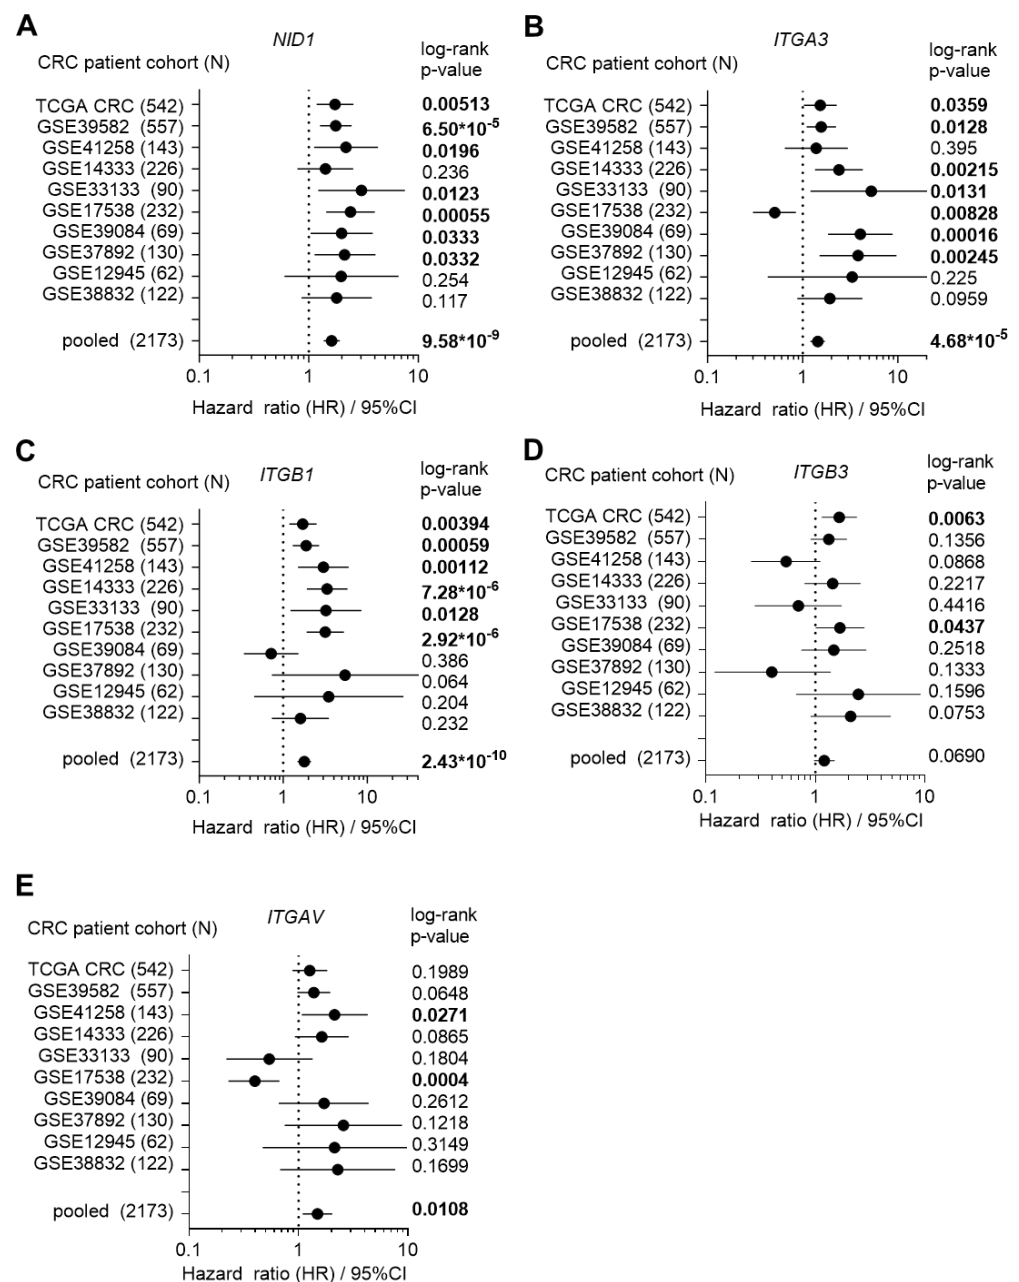 A
NID1
CRC patient cohort (N)
log-rank
p-value
TCGA CRC (542) 0.00513
GSE39582 (557) 6.50*10-5
GSE41258 (143) 0.0196
GSE14333 (226) 0.236
GSE33133 (90) 0.0123
GSE17538 (232) 0.00055
GSE39084 (69) 0.0333
GSE37892 (130) 0.0332
GSE12945 (62) 0.254
GSE38832 (122) 0.117
pooled (2173) 9.58*10-9
0.1 1 10
Hazard ratio (HR) / 95%CI
B
ITGA3
CRC patient cohort (N)
log-rank
p-value
TCGA CRC (542) 0.0359
GSE39582 (557) 0.0128
GSE41258 (143) 0.395
GSE14333 (226) 0.00215
GSE33133 (90) 0.0131
GSE17538 (232) 0.00828
GSE39084 (69) 0.00016
GSE37892 (130) 0.00245
GSE12945 (62) 0.225
GSE38832 (122) 0.0959
pooled (2173) 4.68*10-5
0.1 1 10
Hazard ratio (HR) / 95%CI
C
ITGB1
CRC patient cohort (N)
log-rank
p-value
TCGA CRC (542) 0.00394
GSE39582 (557) 0.00059
GSE41258 (143) 0.00112
GSE14333 (226) 7.28*10-6
GSE33133 (90) 0.0128
GSE17538 (232) 2.92*10-6
GSE39084 (69) 0.386
GSE37892 (130) 0.064
GSE12945 (62) 0.204
GSE38832 (122) 0.232
pooled (2173) 2.43*10-10
0.1 1 10
Hazard ratio (HR) / 95%CI
D
ITGB3
CRC patient cohort (N)
log-rank
p-value
TCGA CRC (542) 0.0063
GSE39582 (557) 0.1356
GSE41258 (143) 0.0868
GSE14333 (226) 0.2217
GSE33133 (90) 0.4416
GSE17538 (232) 0.0437
GSE39084 (69) 0.2518
GSE37892 (130) 0.1333
GSE12945 (62) 0.1596
GSE38832 (122) 0.0753
pooled (2173) 0.0690
0.1 1 10
Hazard ratio (HR) / 95%CI
E
ITGAV
CRC patient cohort (N)
log-rank
p-value
TCGA CRC (542) 0.1989
GSE39582 (557) 0.0648
GSE41258 (143) 0.0271
GSE14333 (226) 0.0865
GSE33133 (90) 0.1804
GSE17538 (232) 0.0004
GSE39084 (69) 0.2612
GSE37892 (130) 0.1218
GSE12945 (62) 0.3149
GSE38832 (122) 0.1699
pooled (2173) 0.0108
0.1 1 10
Hazard ratio (HR) / 95%CI